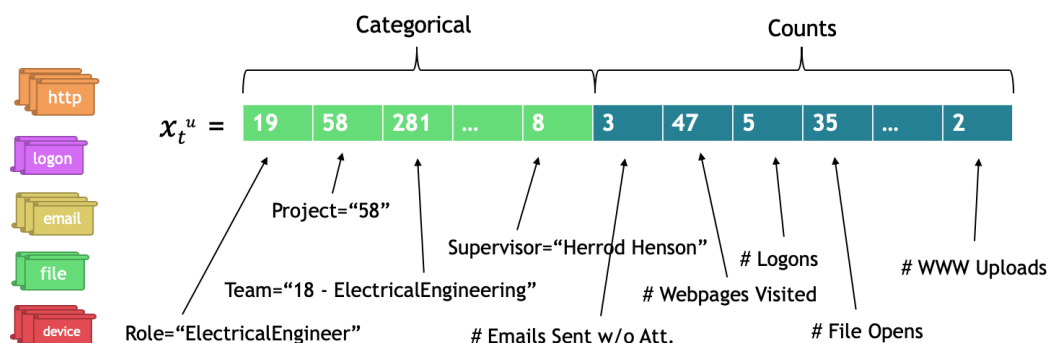 Categorical
Counts
http
logon
email
file
device
x_t^u =
19 58 281 ... 8 3 47 5 35 ... 2
Project="58"
Supervisor="Herrod Henson"
# Logons
# WWW Uploads
Team="18 - ElectricalEngineering"
# Webpages Visited
Role="ElectricalEngineer"
# Emails Sent w/o Att.
# File Opens